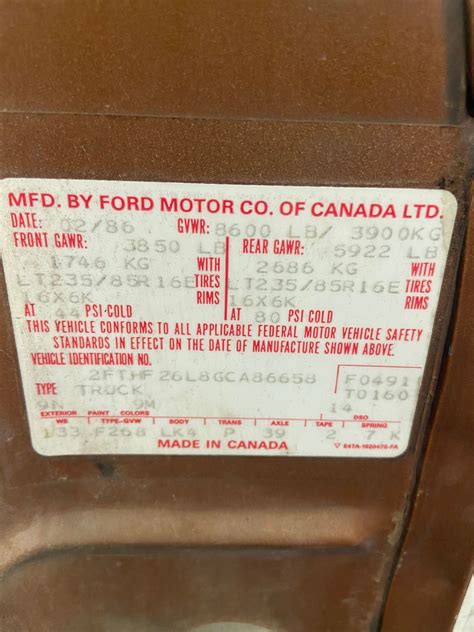 MFD. BY FORD MOTOR CO. OF CANADA LTD.
DATE: 02/86 GVWR: 8600 LB/ 3900KG
FRONT GAWR: 3850 LB REAR GAWR: 5922 LB
1746 KG WITH 2686 KG WITH
LT235/85R16E TIRES LT235/85R16E TIRES
16X6K RIMS 16X6K RIMS
AT 44 PSI COLD AT 80 PSI COLD
THIS VEHICLE CONFORMS TO ALL APPLICABLE FEDERAL MOTOR VEHICLE SAFETY
STANDARDS IN EFFECT ON THE DATE OF MANUFACTURE SHOWN ABOVE.
VEHICLE IDENTIFICATION NO.
2FTHF26L8GCA86658 F0491
TYPE TRUCK T0160
9N 9M 14
EXTERIOR PAINT COLORS DSO
WB TYPE-GVW BODY TRANS AXLE TAPE SPRING
133 F268 LK4 P 39 2 7 K
MADE IN CANADA